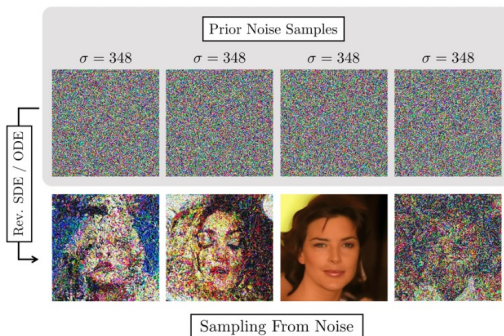 Prior Noise Samples
σ = 348 σ = 348 σ = 348 σ = 348
Rev. SDE / ODE
Sampling From Noise